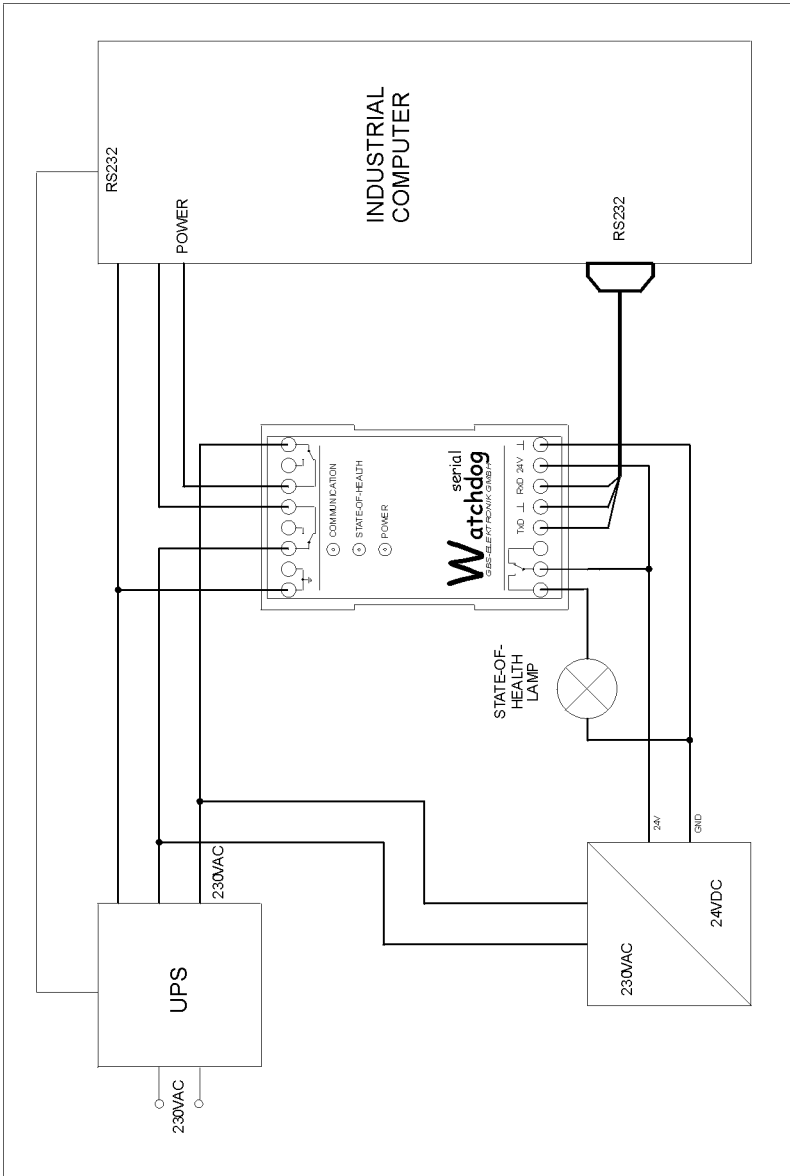 RS232
230VAC
UPS
POWER
230VAC
INDUSTRIAL
COMPUTER
COMMUNICATION
STATE-OF-HEALTH
POWER
serial
Watchdog
GBS-ELEKTRONIK GMBH
TXD ⊥ RXD 24V ⊥
STATE-OF-
HEALTH
LAMP
RS232
230VAC
24V
GND
24VDC